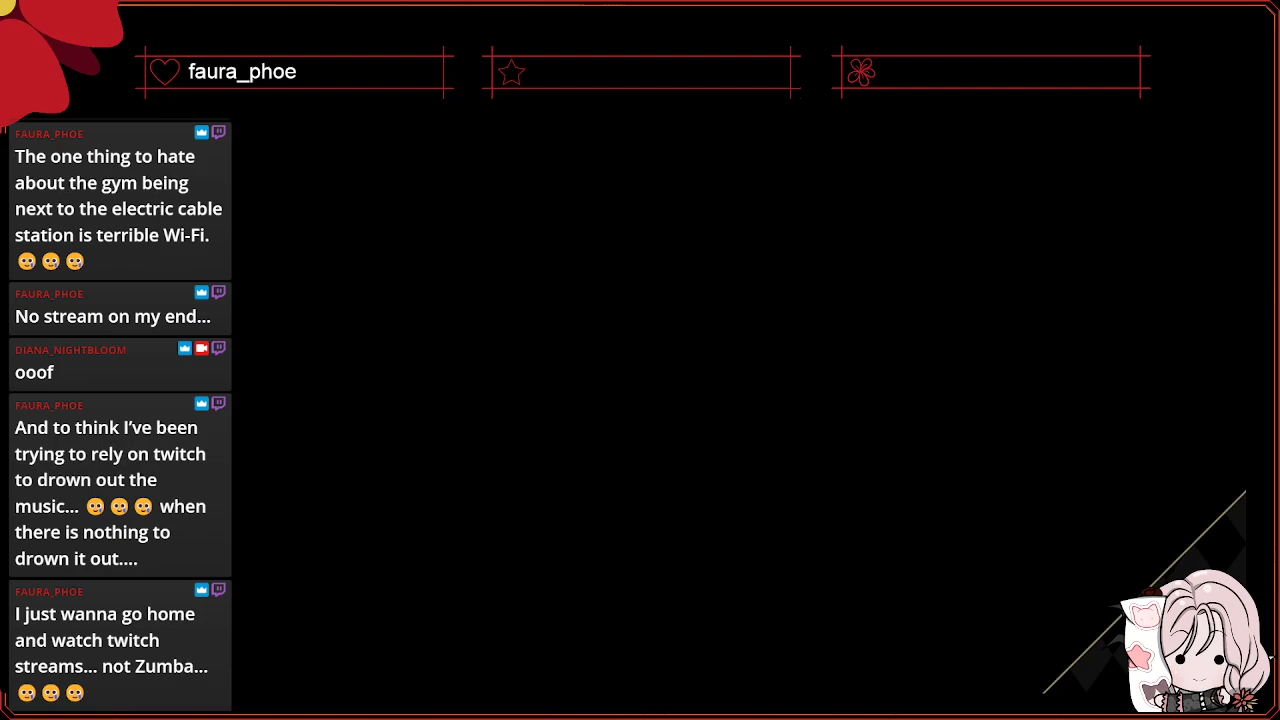 faura_phoe
FAURA_PHOE
The one thing to hate
about the gym being
next to the electric cable
station is terrible Wi-Fi.
FAURA_PHOE
No stream on my end...
DIANA_NIGHTBLOOM
ooof
FAURA_PHOE
And to think I’ve been
trying to rely on twitch
to drown out the
music... when
there is nothing to
drown it out....
FAURA_PHOE
I just wanna go home
and watch twitch
streams... not Zumba...